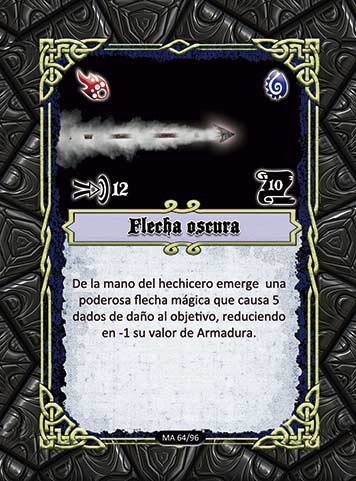 12
10
Flecha oscura
De la mano del hechicero emerge una
poderosa flecha mágica que causa 5
dados de daño al objetivo, reduciendo
en -1 su valor de Armadura.
MA 64/96